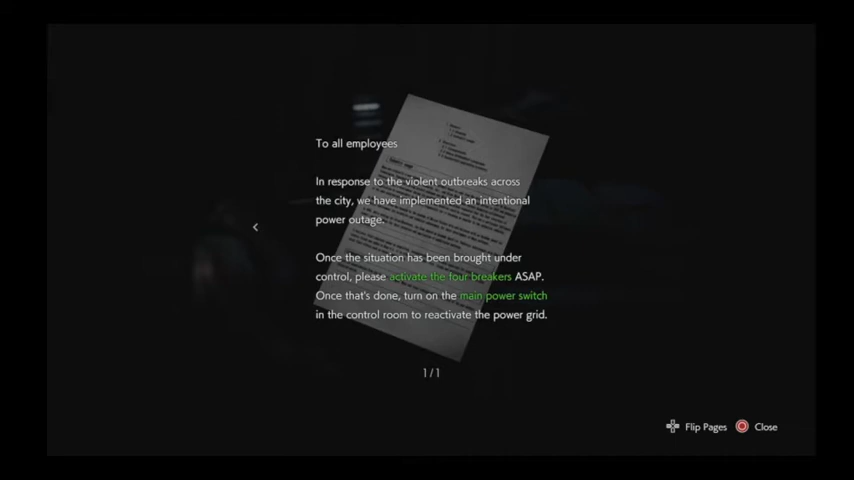 To all employees
In response to the violent outbreaks across
the city, we have implemented an intentional
power outage.
Once the situation has been brought under
control, please activate the four breakers ASAP.
Once that's done, turn on the main power switch
in the control room to reactivate the power grid.
1/1
Flip Pages
Close